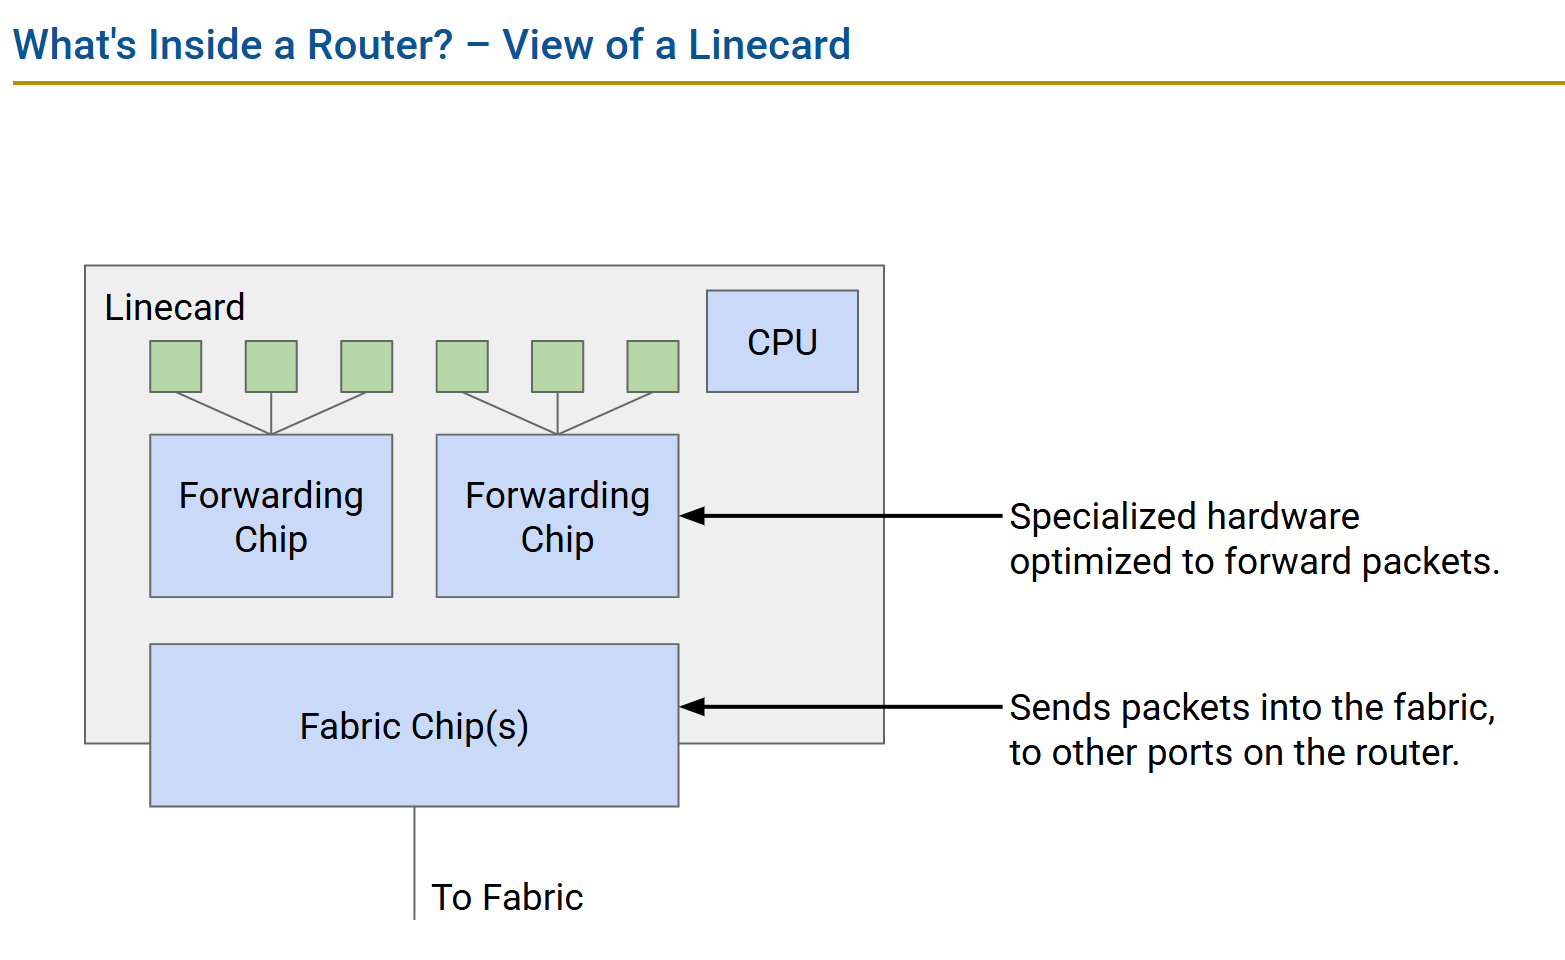 What's Inside a Router? – View of a Linecard
Linecard
CPU
Forwarding
Chip
Forwarding
Chip
Specialized hardware
optimized to forward packets.
Fabric Chip(s)
Sends packets into the fabric,
to other ports on the router.
To Fabric